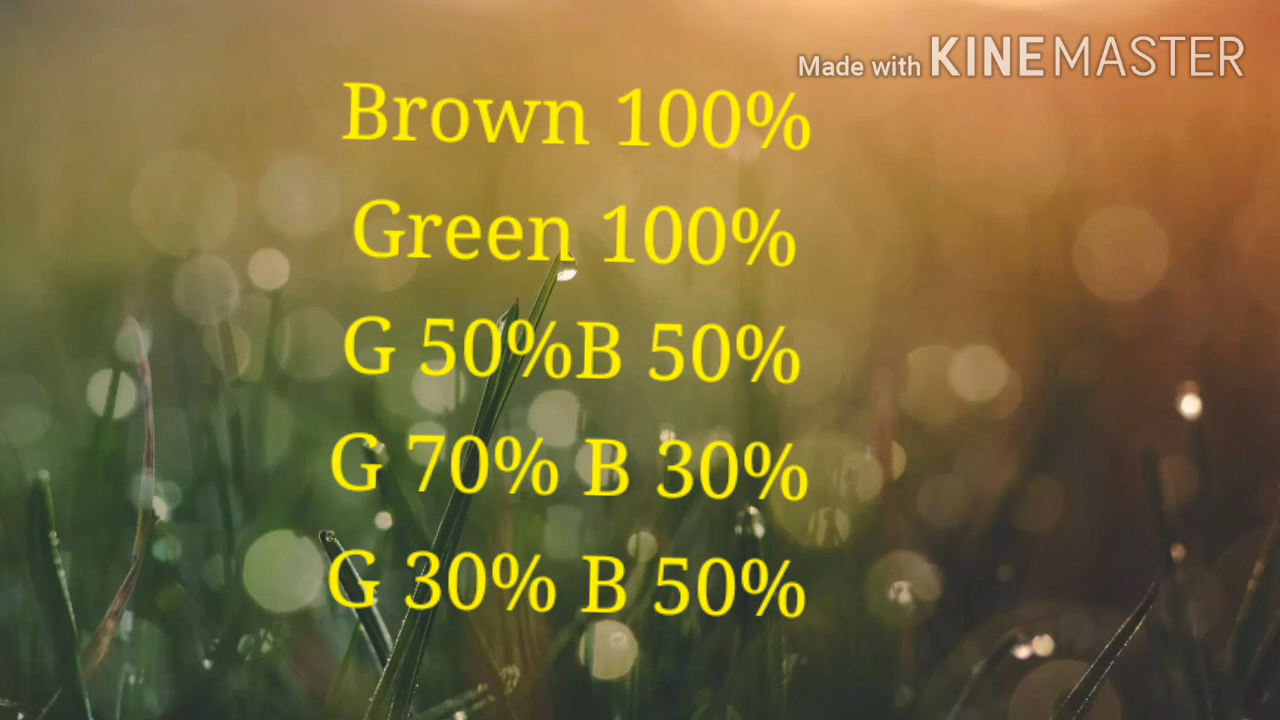 Made with KINEMASTER
Brown 100%
Green 100%
G 50%B 50%
G 70% B 30%
G 30% B 50%